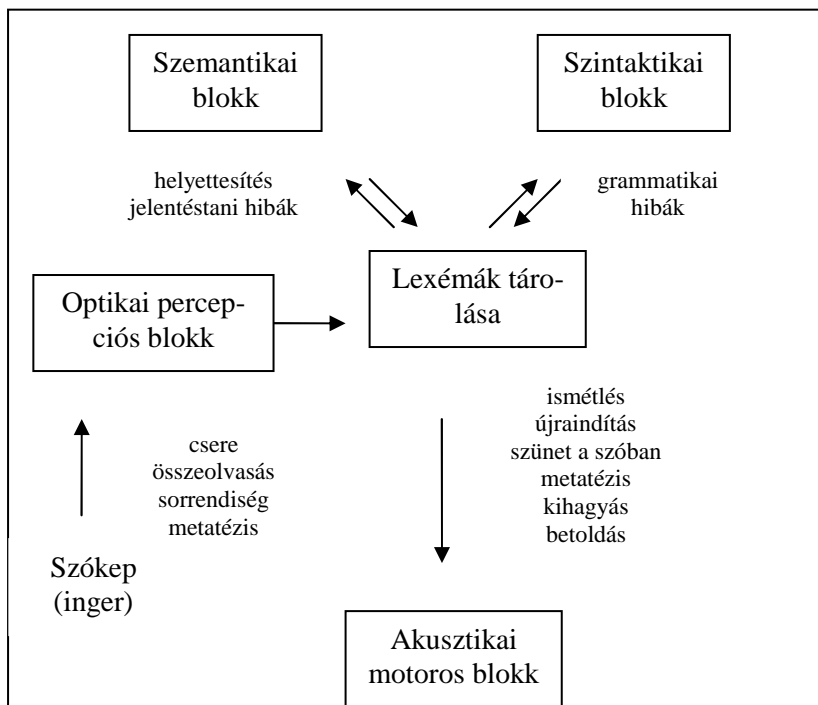 Szemantikai
blokk
Szintaktikai
blokk
helyettesítés
jelentéstani hibák
grammatikai
hibák
Optikai percep-
ciós blokk
Lexémák táro-
lása
csere
összeolvasás
sorrendiség
metatézis
ismétlés
újraindítás
szünet a szóban
metatézis
kihagyás
betoldás
Szókep
(inger)
Akusztikai
motoros blokk